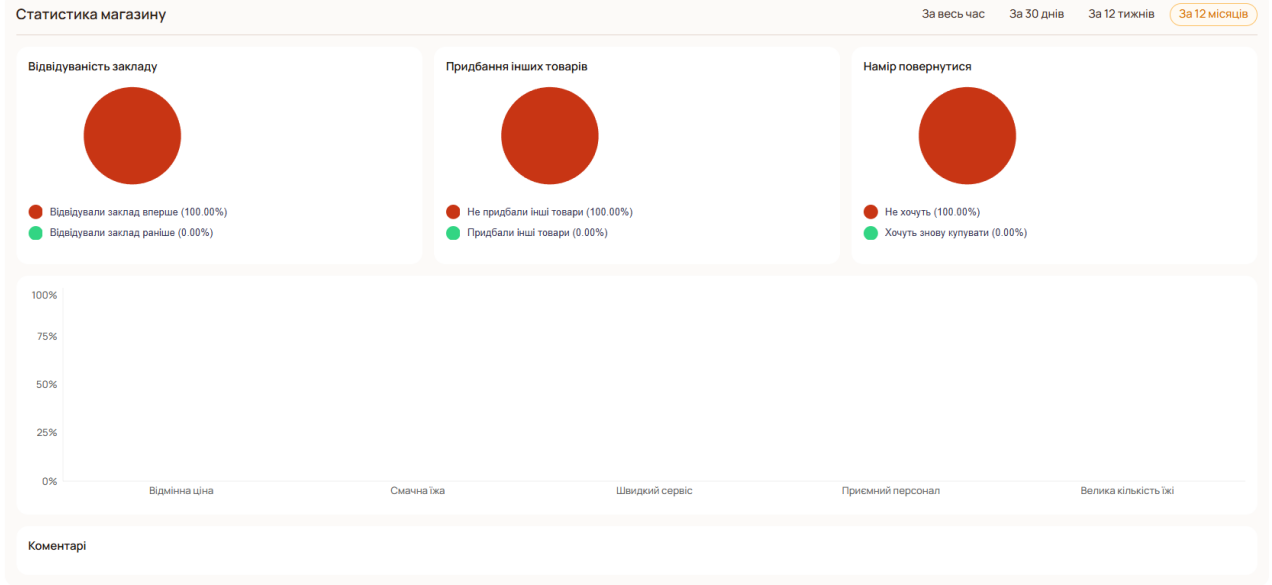 Статистика магазину
За весь час За 30 днів За 12 тижнів За 12 місяців
Відвідуваність закладу
Відвідували заклад вперше (100.00%)
Відвідували заклад раніше (0.00%)
Придбання інших товарів
Не придбали інші товари (100.00%)
Придбали інші товари (0.00%)
Намір повернутися
Не хочуть (100.00%)
Хочуть знову купувати (0.00%)
100%
75%
50%
25%
0%
Відмінна ціна Смачна їжа Швидкий сервіс Приємний персонал Велика кількість їжі
Коментарі